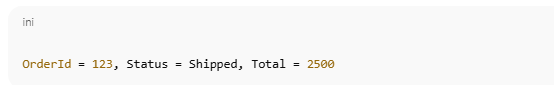 ini
OrderId = 123, Status = Shipped, Total = 2500